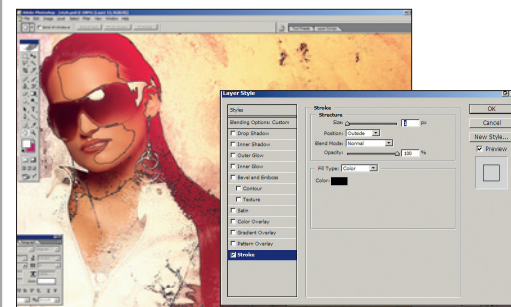 Layer Style
Styles
Blending Options: Custom
Drop Shadow
Inner Shadow
Outer Glow
Inner Glow
Bevel and Emboss
Contour
Texture
Satin
Color Overlay
Gradient Overlay
Pattern Overlay
Stroke
Stroke
Structure
Size: px
Position: Outside
Blend Mode: Normal
Opacity: 100 %
Fill Type: Color
Color:
OK
Cancel
New Style...
Preview